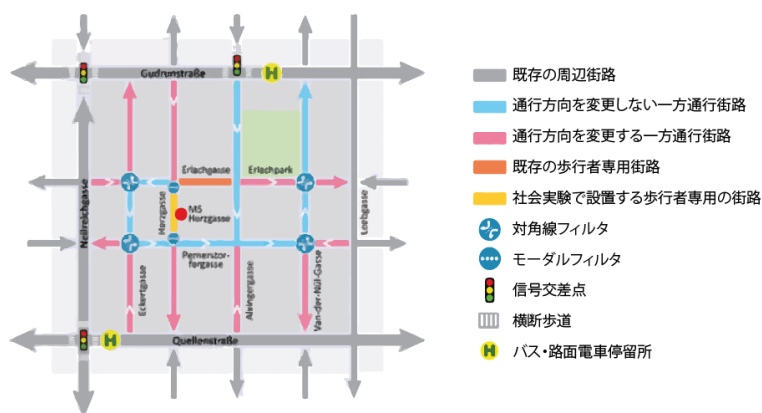 Gudrunstraße
H
Erlachgasse
Erlachpark
Neilreichgasse
Herzgasse
MS
Herzgasse
Leebgasse
Pernerstor-
fergasse
Eckertgasse
Alxingergasse
Van-der-Nüll-Gasse
Quellenstraße
H
既存の周辺街路
通行方向を変更しない一方通行街路
通行方向を変更する一方通行街路
既存の歩行者専用街路
社会実験で設置する歩行者専用の街路
対角線フィルタ
モーダルフィルタ
信号交差点
横断歩道
H
バス・路面電車停留所